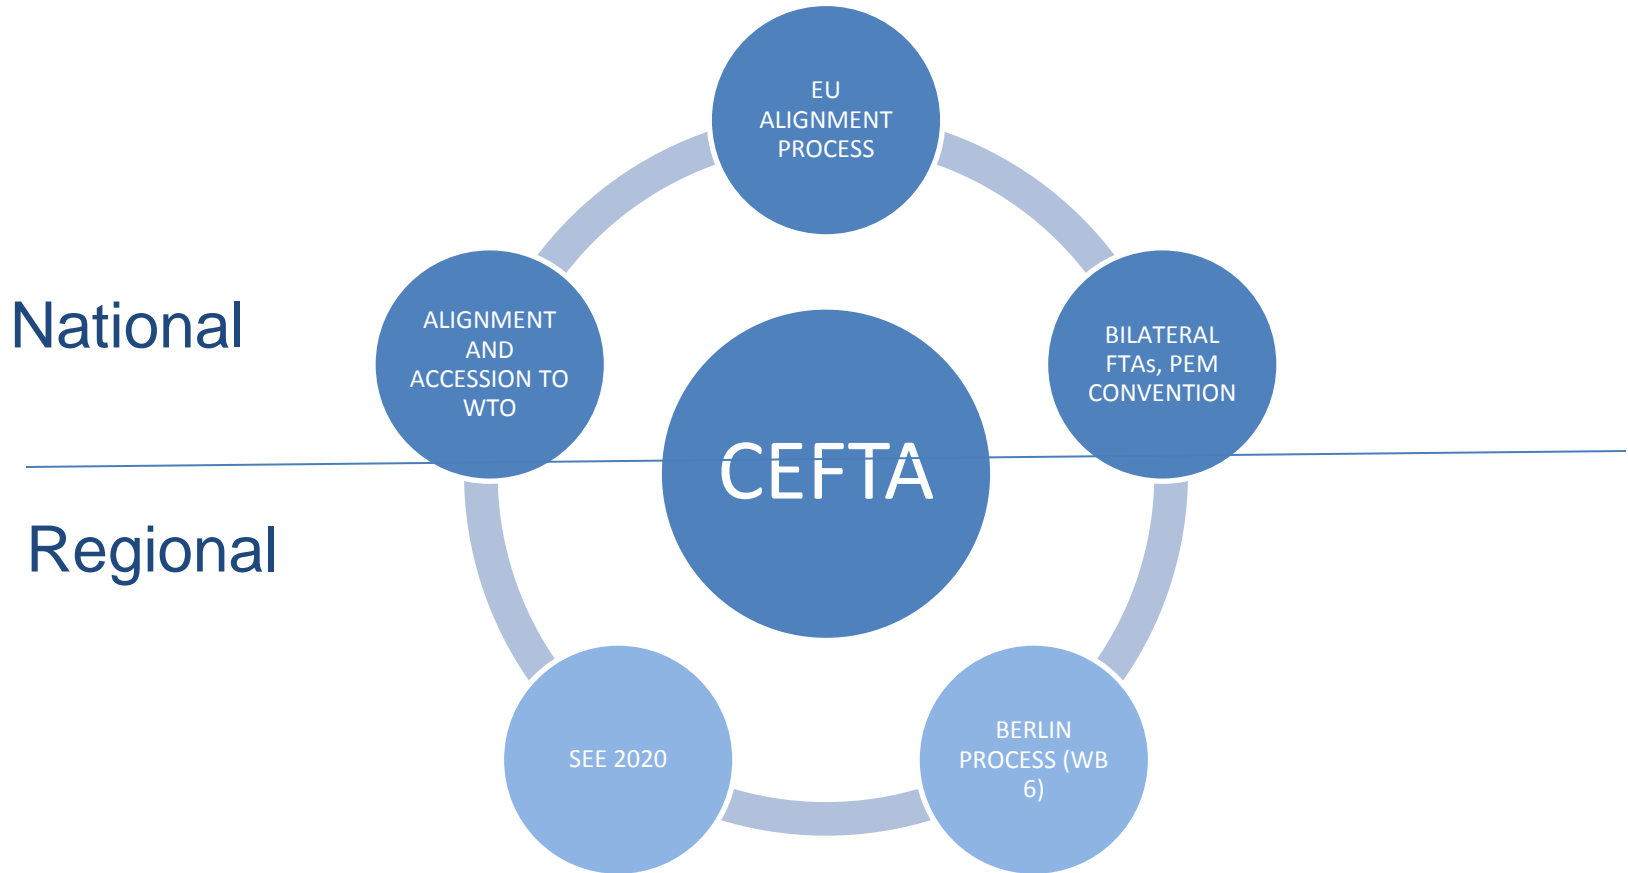 EU
ALIGNMENT
PROCESS
National
ALIGNMENT
AND
ACCESSION TO
WTO
BILATERAL
FTAs, PEM
CONVENTION
CEFTA
Regional
SEE 2020
BERLIN
PROCESS (WB
6)